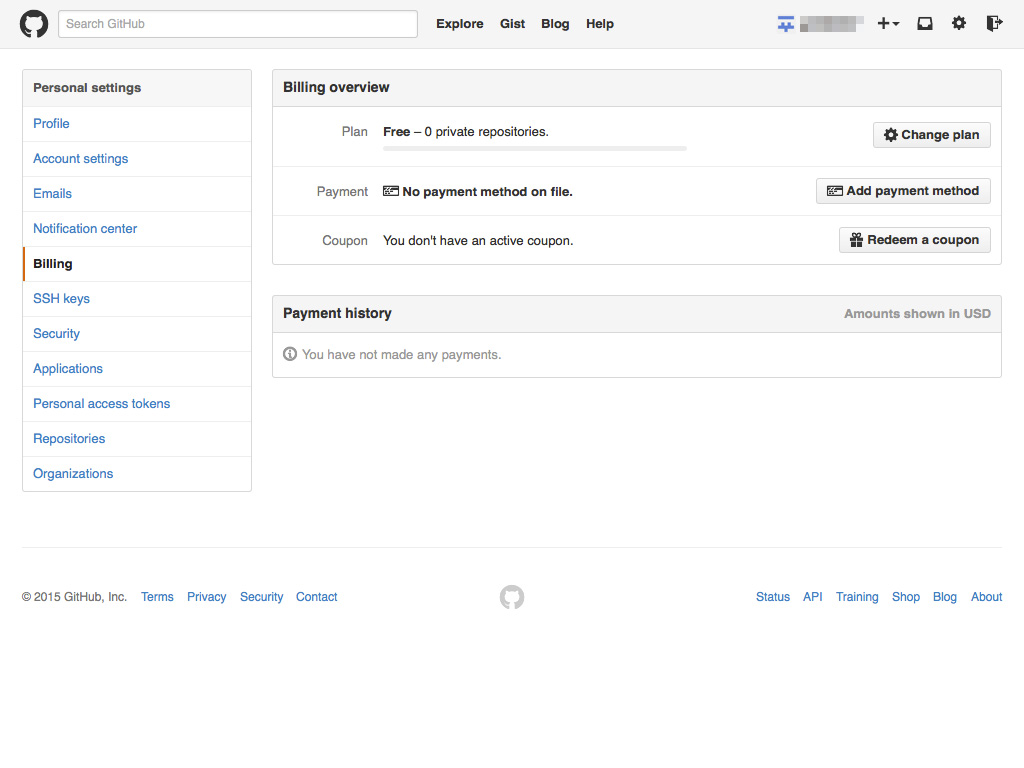 Search GitHub
Explore Gist Blog Help
Personal settings
Profile
Account settings
Emails
Notification center
Billing
SSH keys
Security
Applications
Personal access tokens
Repositories
Organizations
Billing overview
Plan Free – 0 private repositories. Change plan
Payment No payment method on file. Add payment method
Coupon You don't have an active coupon. Redeem a coupon
Payment history Amounts shown in USD
You have not made any payments.
© 2015 GitHub, Inc. Terms Privacy Security Contact Status API Training Shop Blog About